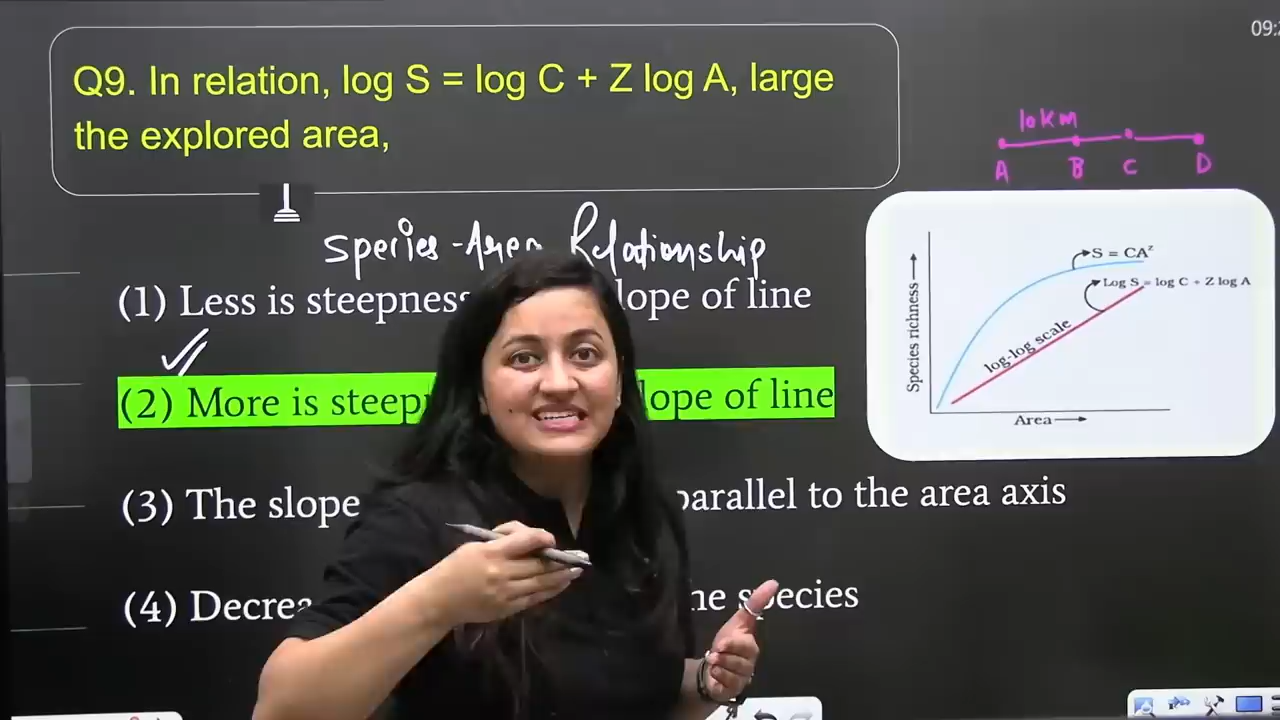 09:2
Q9. In relation, log S = log C + Z log A, large
the explored area,
10KM
A B C D
Species-Area Relationship
(1) Less is steepness lope of line
(2) More is steep lope of line
(3) The slope parallel to the area axis
(4) Decrea he species
S = CAᶻ
Log S = log C + Z log A
log-log scale
Species richness
Area